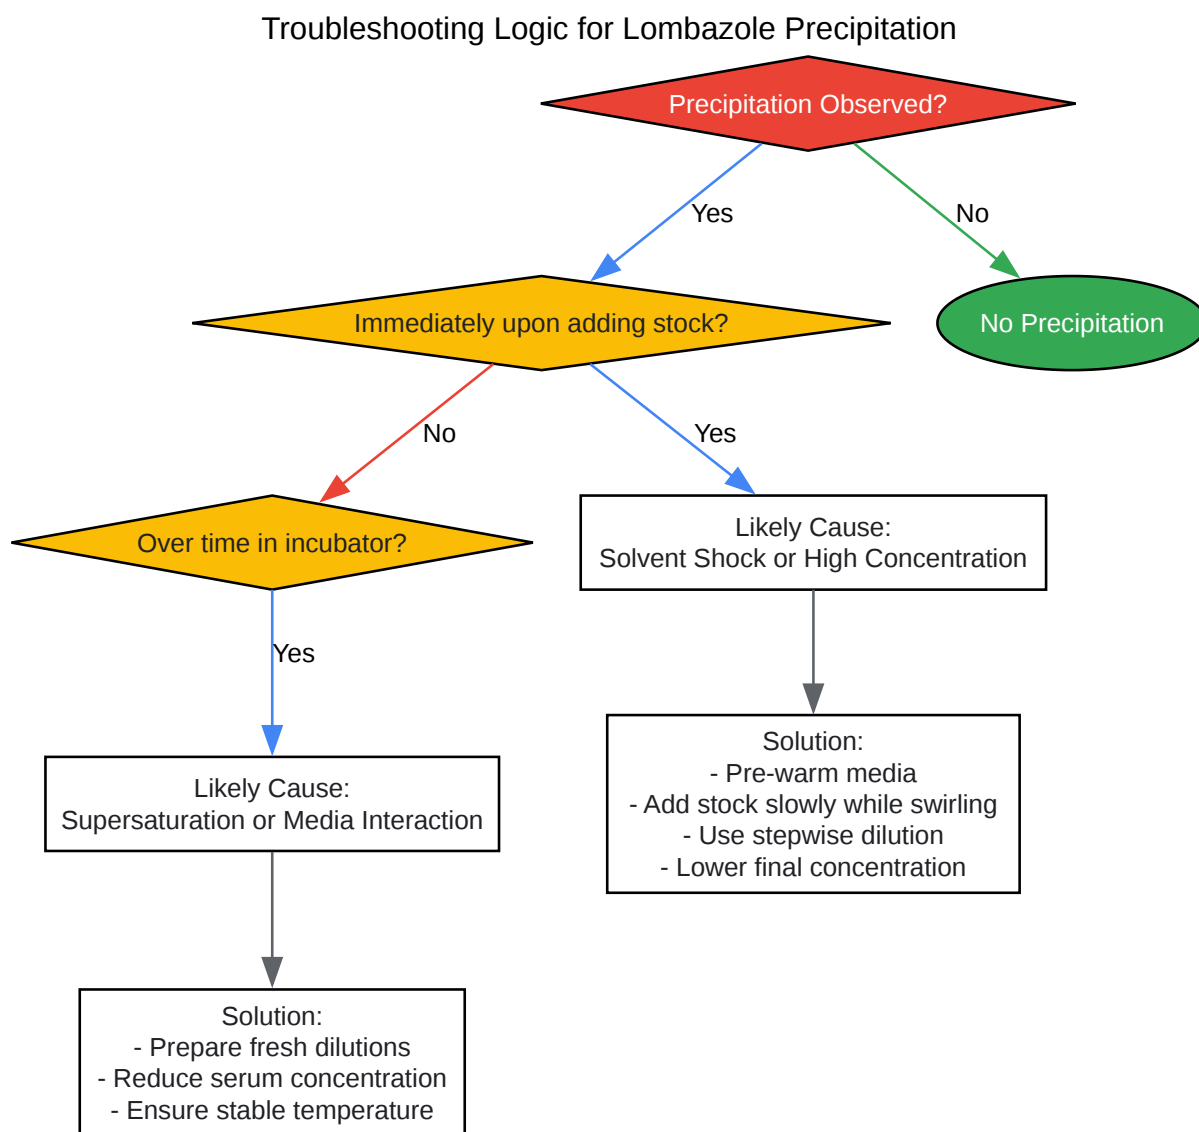 Troubleshooting Logic for Lombazole Precipitation
Precipitation Observed?
Yes
No
Immediately upon adding stock?
No Precipitation
No
Yes
Over time in incubator?
Likely Cause:
Solvent Shock or High Concentration
Yes
Solution:
- Pre-warm media
- Add stock slowly while swirling
- Use stepwise dilution
- Lower final concentration
Likely Cause:
Supersaturation or Media Interaction
Solution:
- Prepare fresh dilutions
- Reduce serum concentration
- Ensure stable temperature